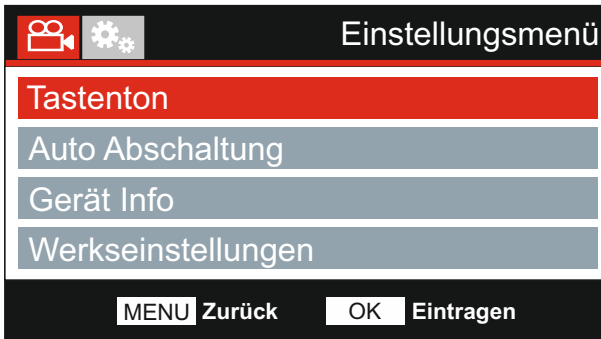 Einstellungsmenü
Tastenton
Auto Abschaltung
Gerät Info
Werkseinstellungen
MENU Zurück OK Eintragen